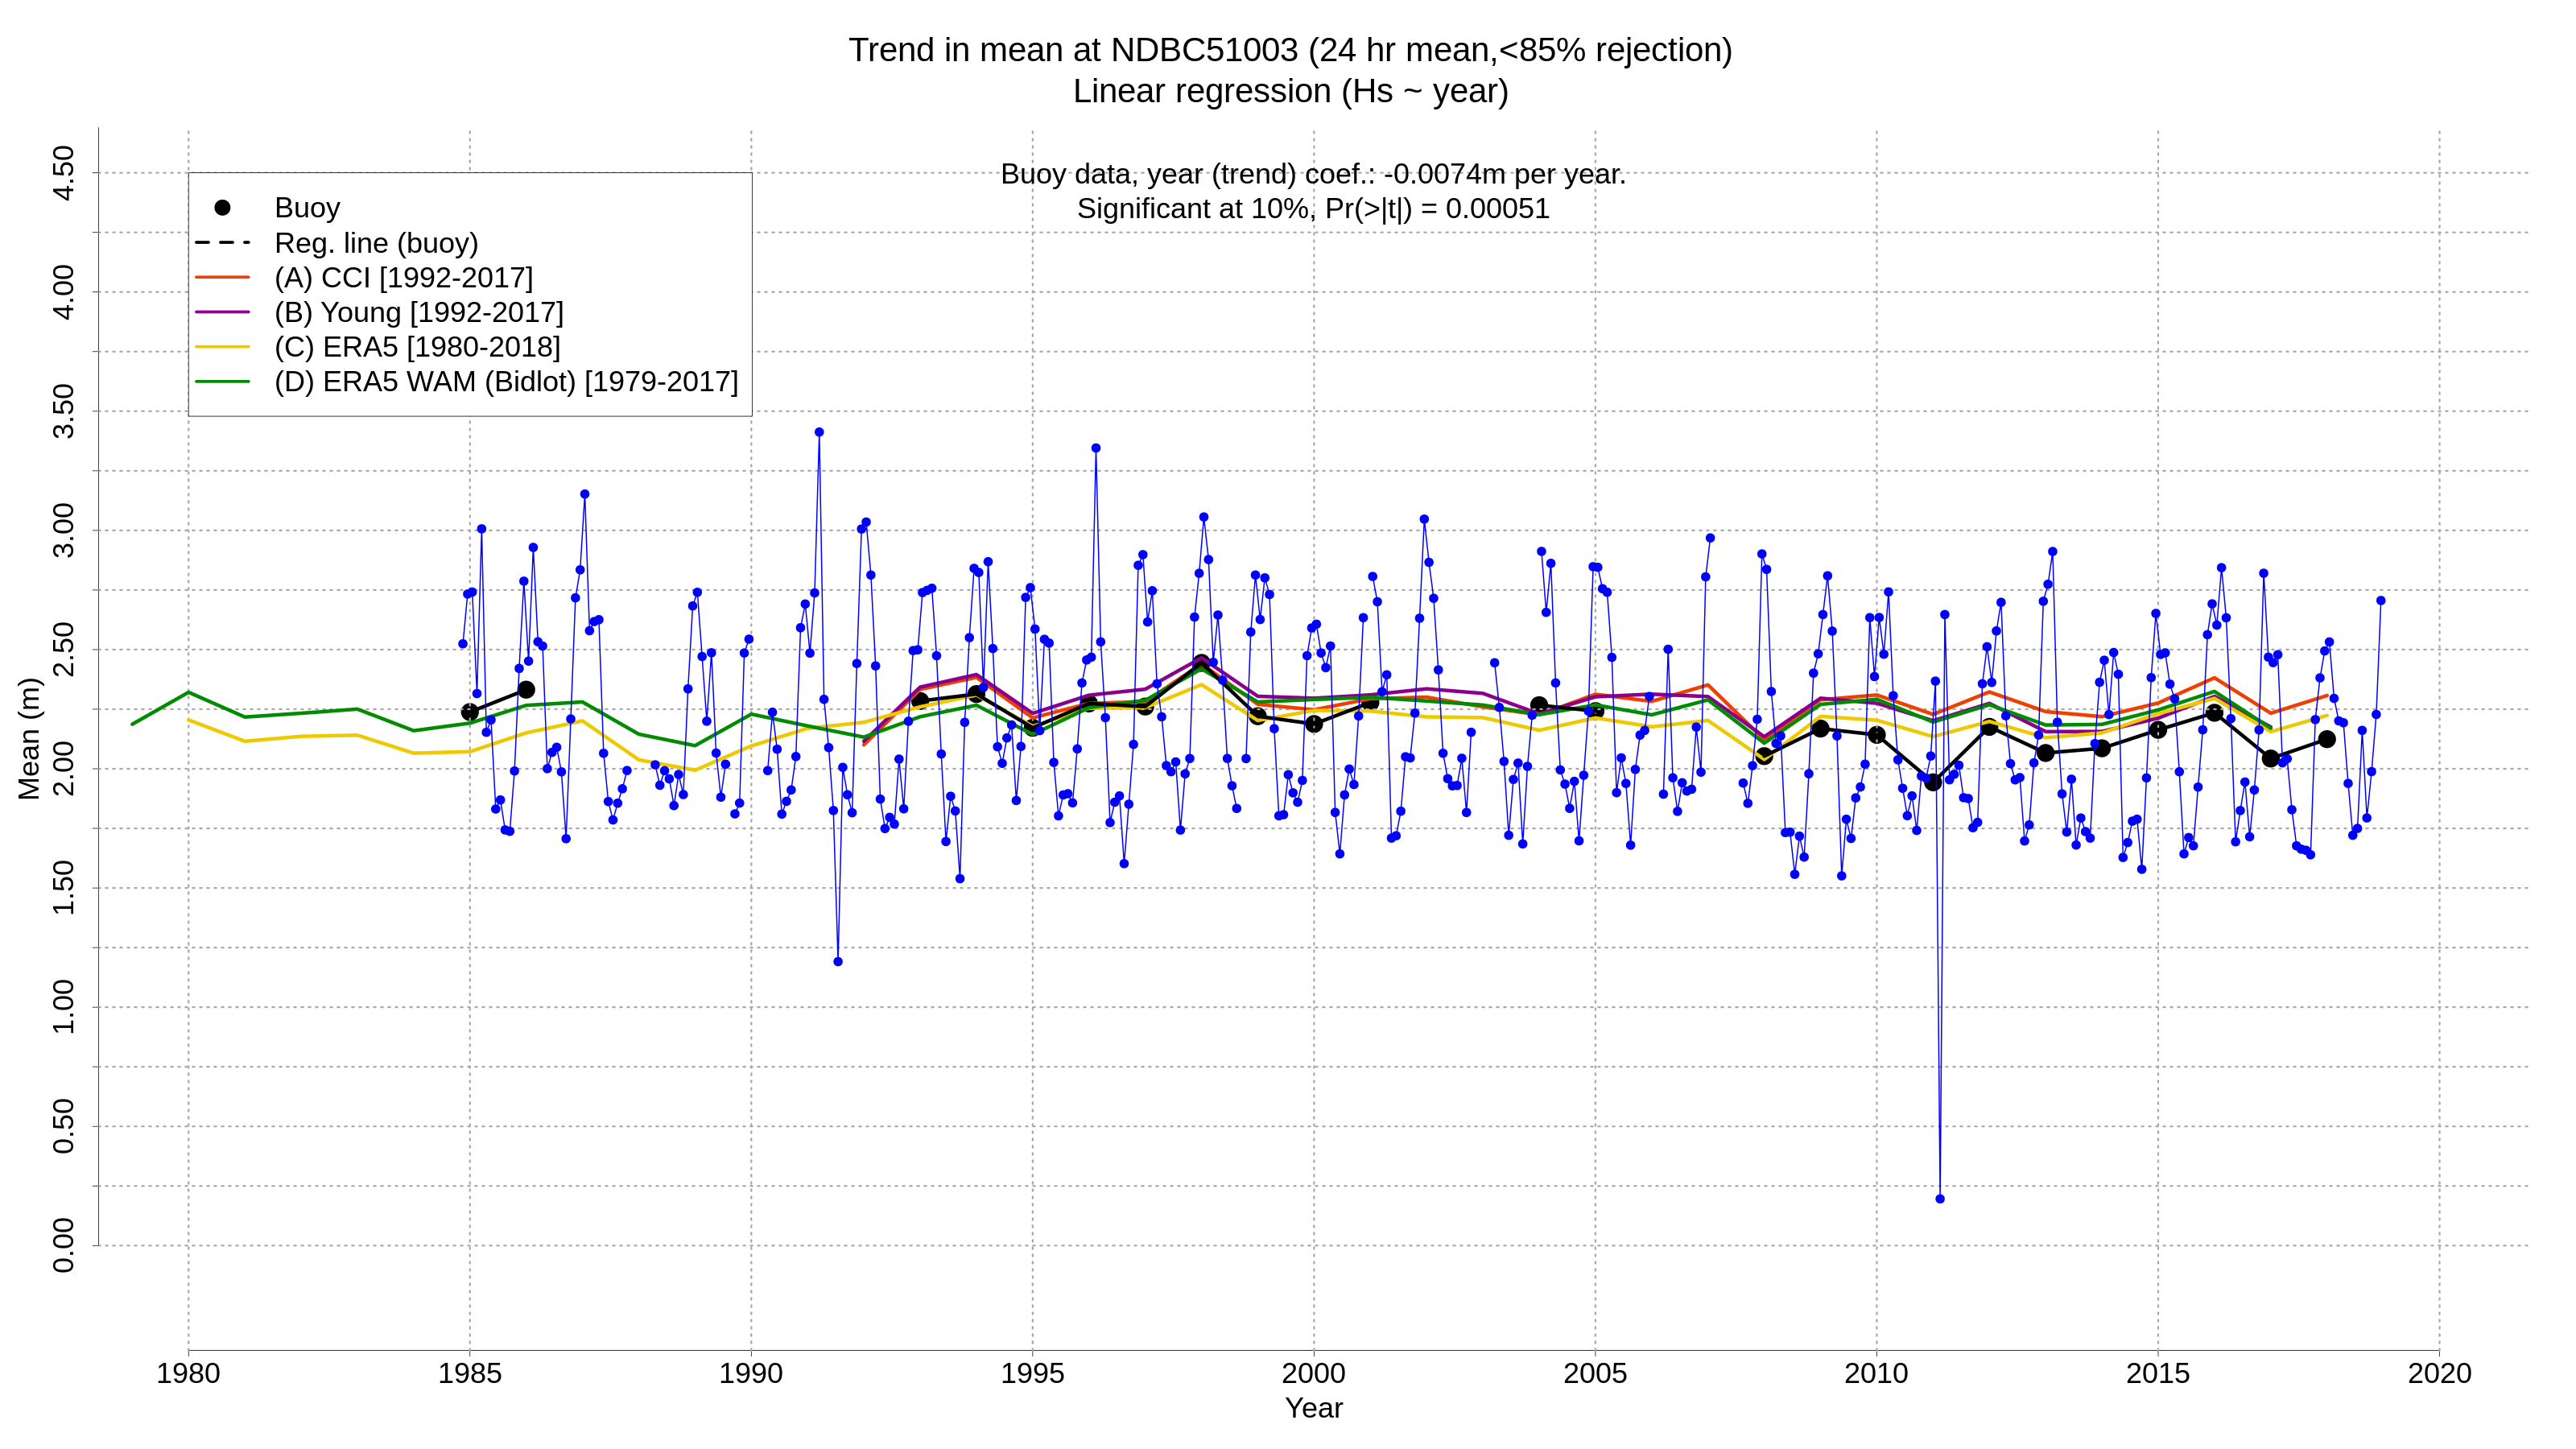 Trend in mean at NDBC51003 (24 hr mean,<85% rejection)
Linear regression (Hs ~ year)
Buoy data, year (trend) coef.: -0.0074m per year.
Significant at 10%, Pr(>|t|) = 0.00051
Buoy
Reg. line (buoy)
(A) CCI [1992-2017]
(B) Young [1992-2017]
(C) ERA5 [1980-2018]
(D) ERA5 WAM (Bidlot) [1979-2017]
Mean (m)
4.50
4.00
3.50
3.00
2.50
2.00
1.50
1.00
0.50
0.00
1980 1985 1990 1995 2000 2005 2010 2015 2020
Year